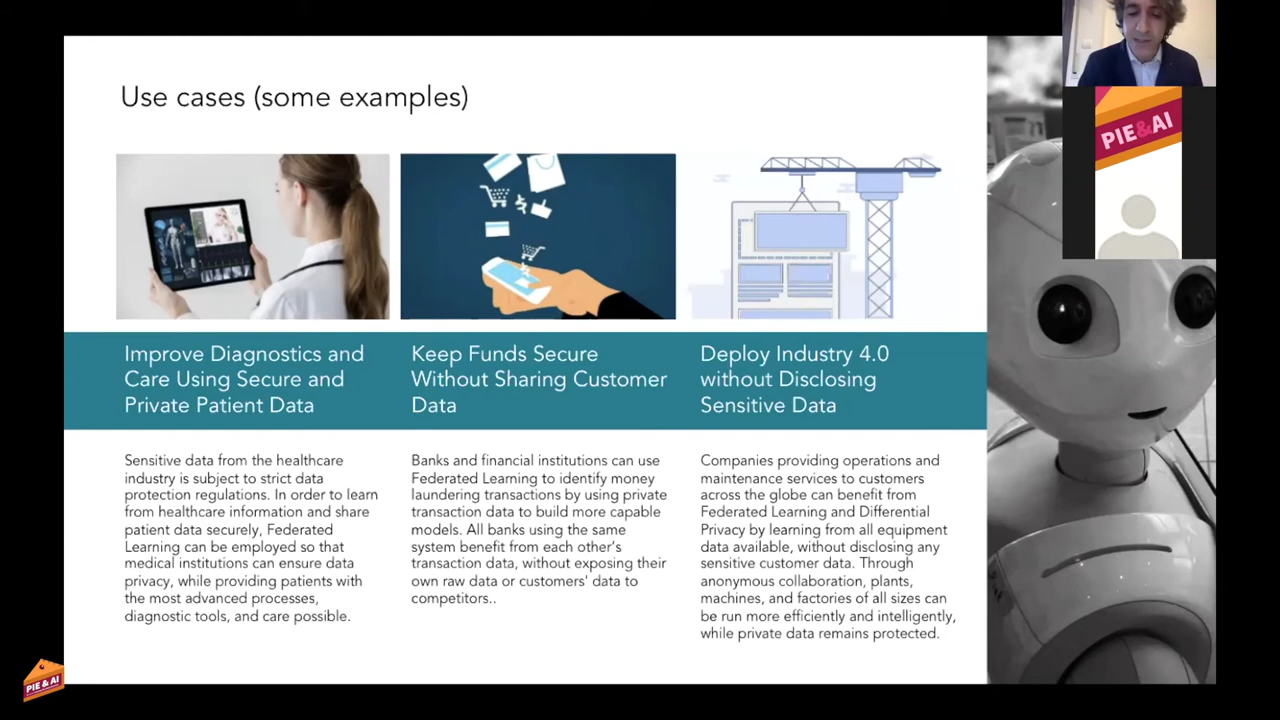 Use cases (some examples)
PIE&AI
Improve Diagnostics and
Care Using Secure and
Private Patient Data
Keep Funds Secure
Without Sharing Customer
Data
Deploy Industry 4.0
without Disclosing
Sensitive Data
Sensitive data from the healthcare
industry is subject to strict data
protection regulations. In order to learn
from healthcare information and share
patient data securely, Federated
Learning can be employed so that
medical institutions can ensure data
privacy, while providing patients with
the most advanced processes,
diagnostic tools, and care possible.
Banks and financial institutions can use
Federated Learning to identify money
laundering transactions by using private
transaction data to build more capable
models. All banks using the same
system benefit from each other's
transaction data, without exposing their
own raw data or customers' data to
competitors..
Companies providing operations and
maintenance services to customers
across the globe can benefit from
Federated Learning and Differential
Privacy by learning from all equipment
data available, without disclosing any
sensitive customer data. Through
anonymous collaboration, plants,
machines, and factories of all sizes can
be run more efficiently and intelligently,
while private data remains protected.
PIE & AI